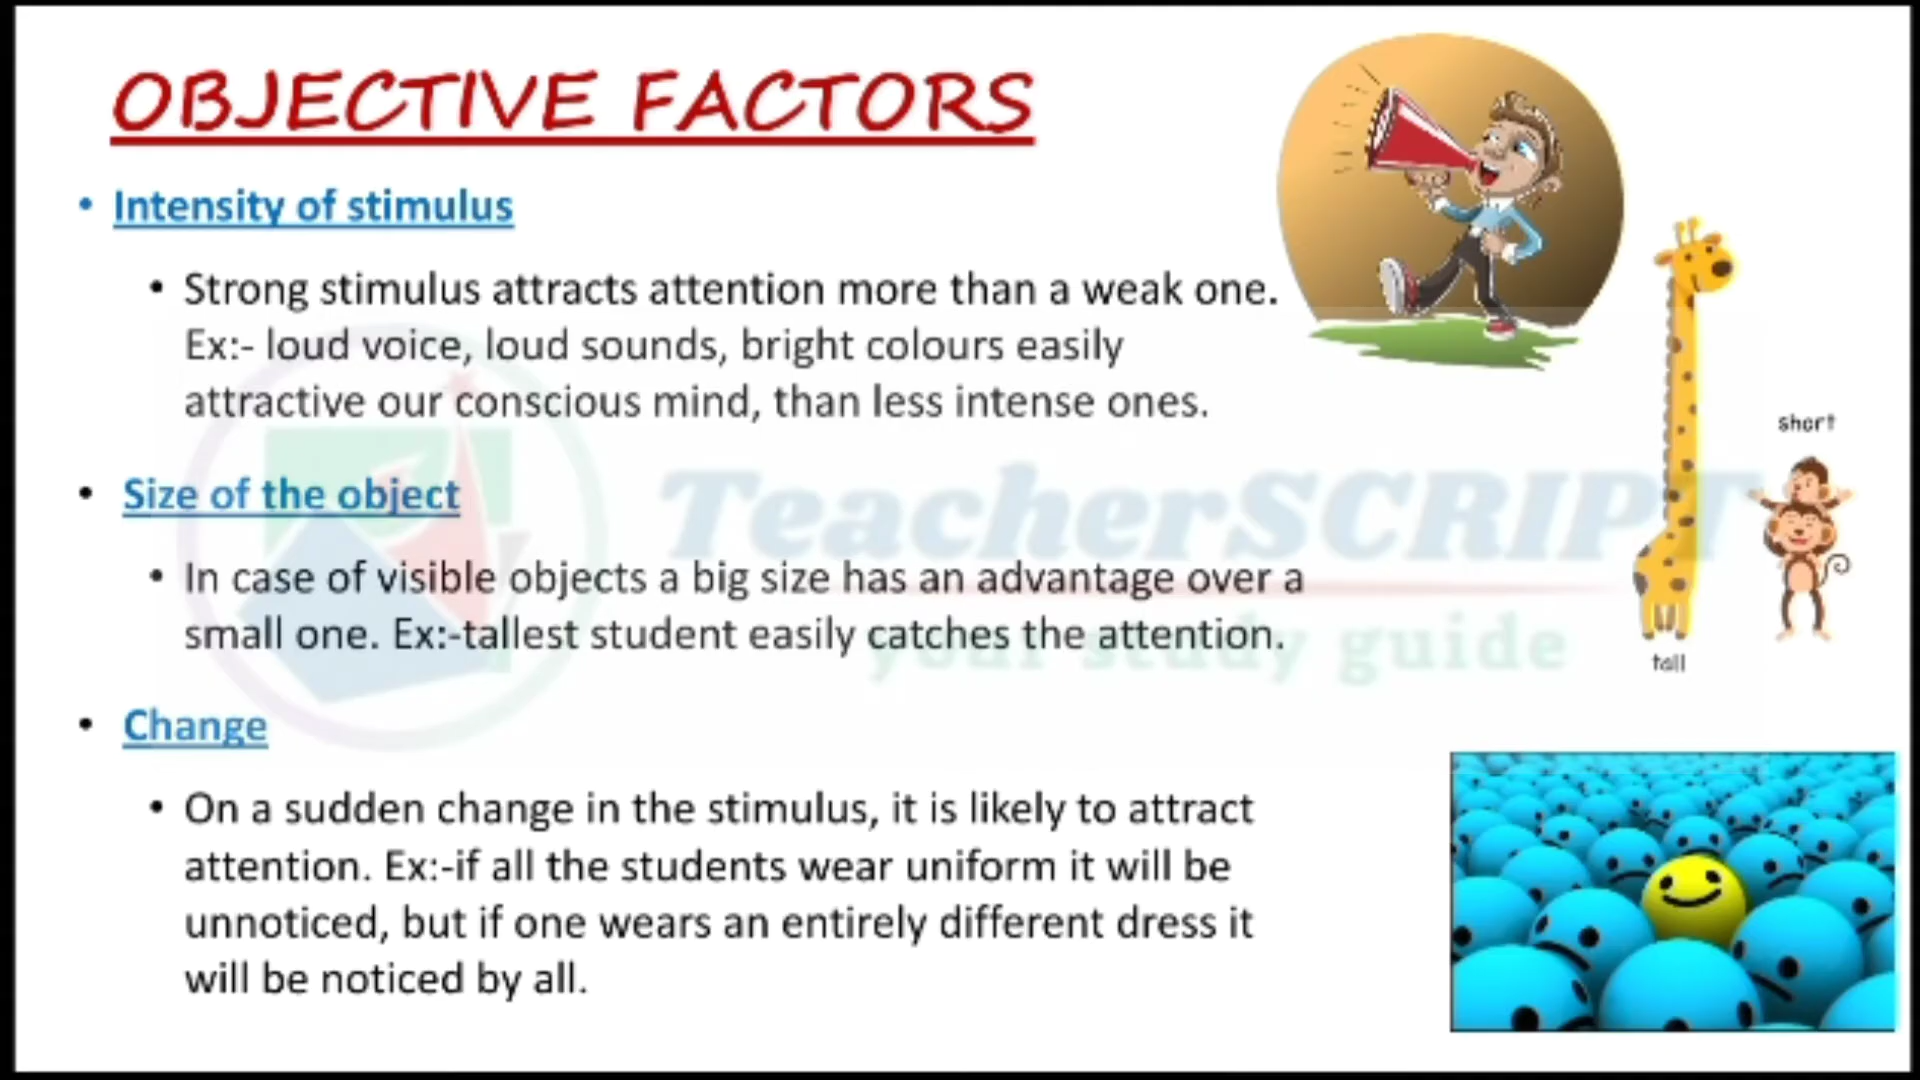 OBJECTIVE FACTORS
• Intensity of stimulus
• Strong stimulus attracts attention more than a weak one.
Ex:- loud voice, loud sounds, bright colours easily
attractive our conscious mind, than less intense ones.
• Size of the object
• In case of visible objects a big size has an advantage over a
small one. Ex:-tallest student easily catches the attention.
• Change
• On a sudden change in the stimulus, it is likely to attract
attention. Ex:-if all the students wear uniform it will be
unnoticed, but if one wears an entirely different dress it
will be noticed by all.
short
tall
TeacherSCRIPT
your study guide